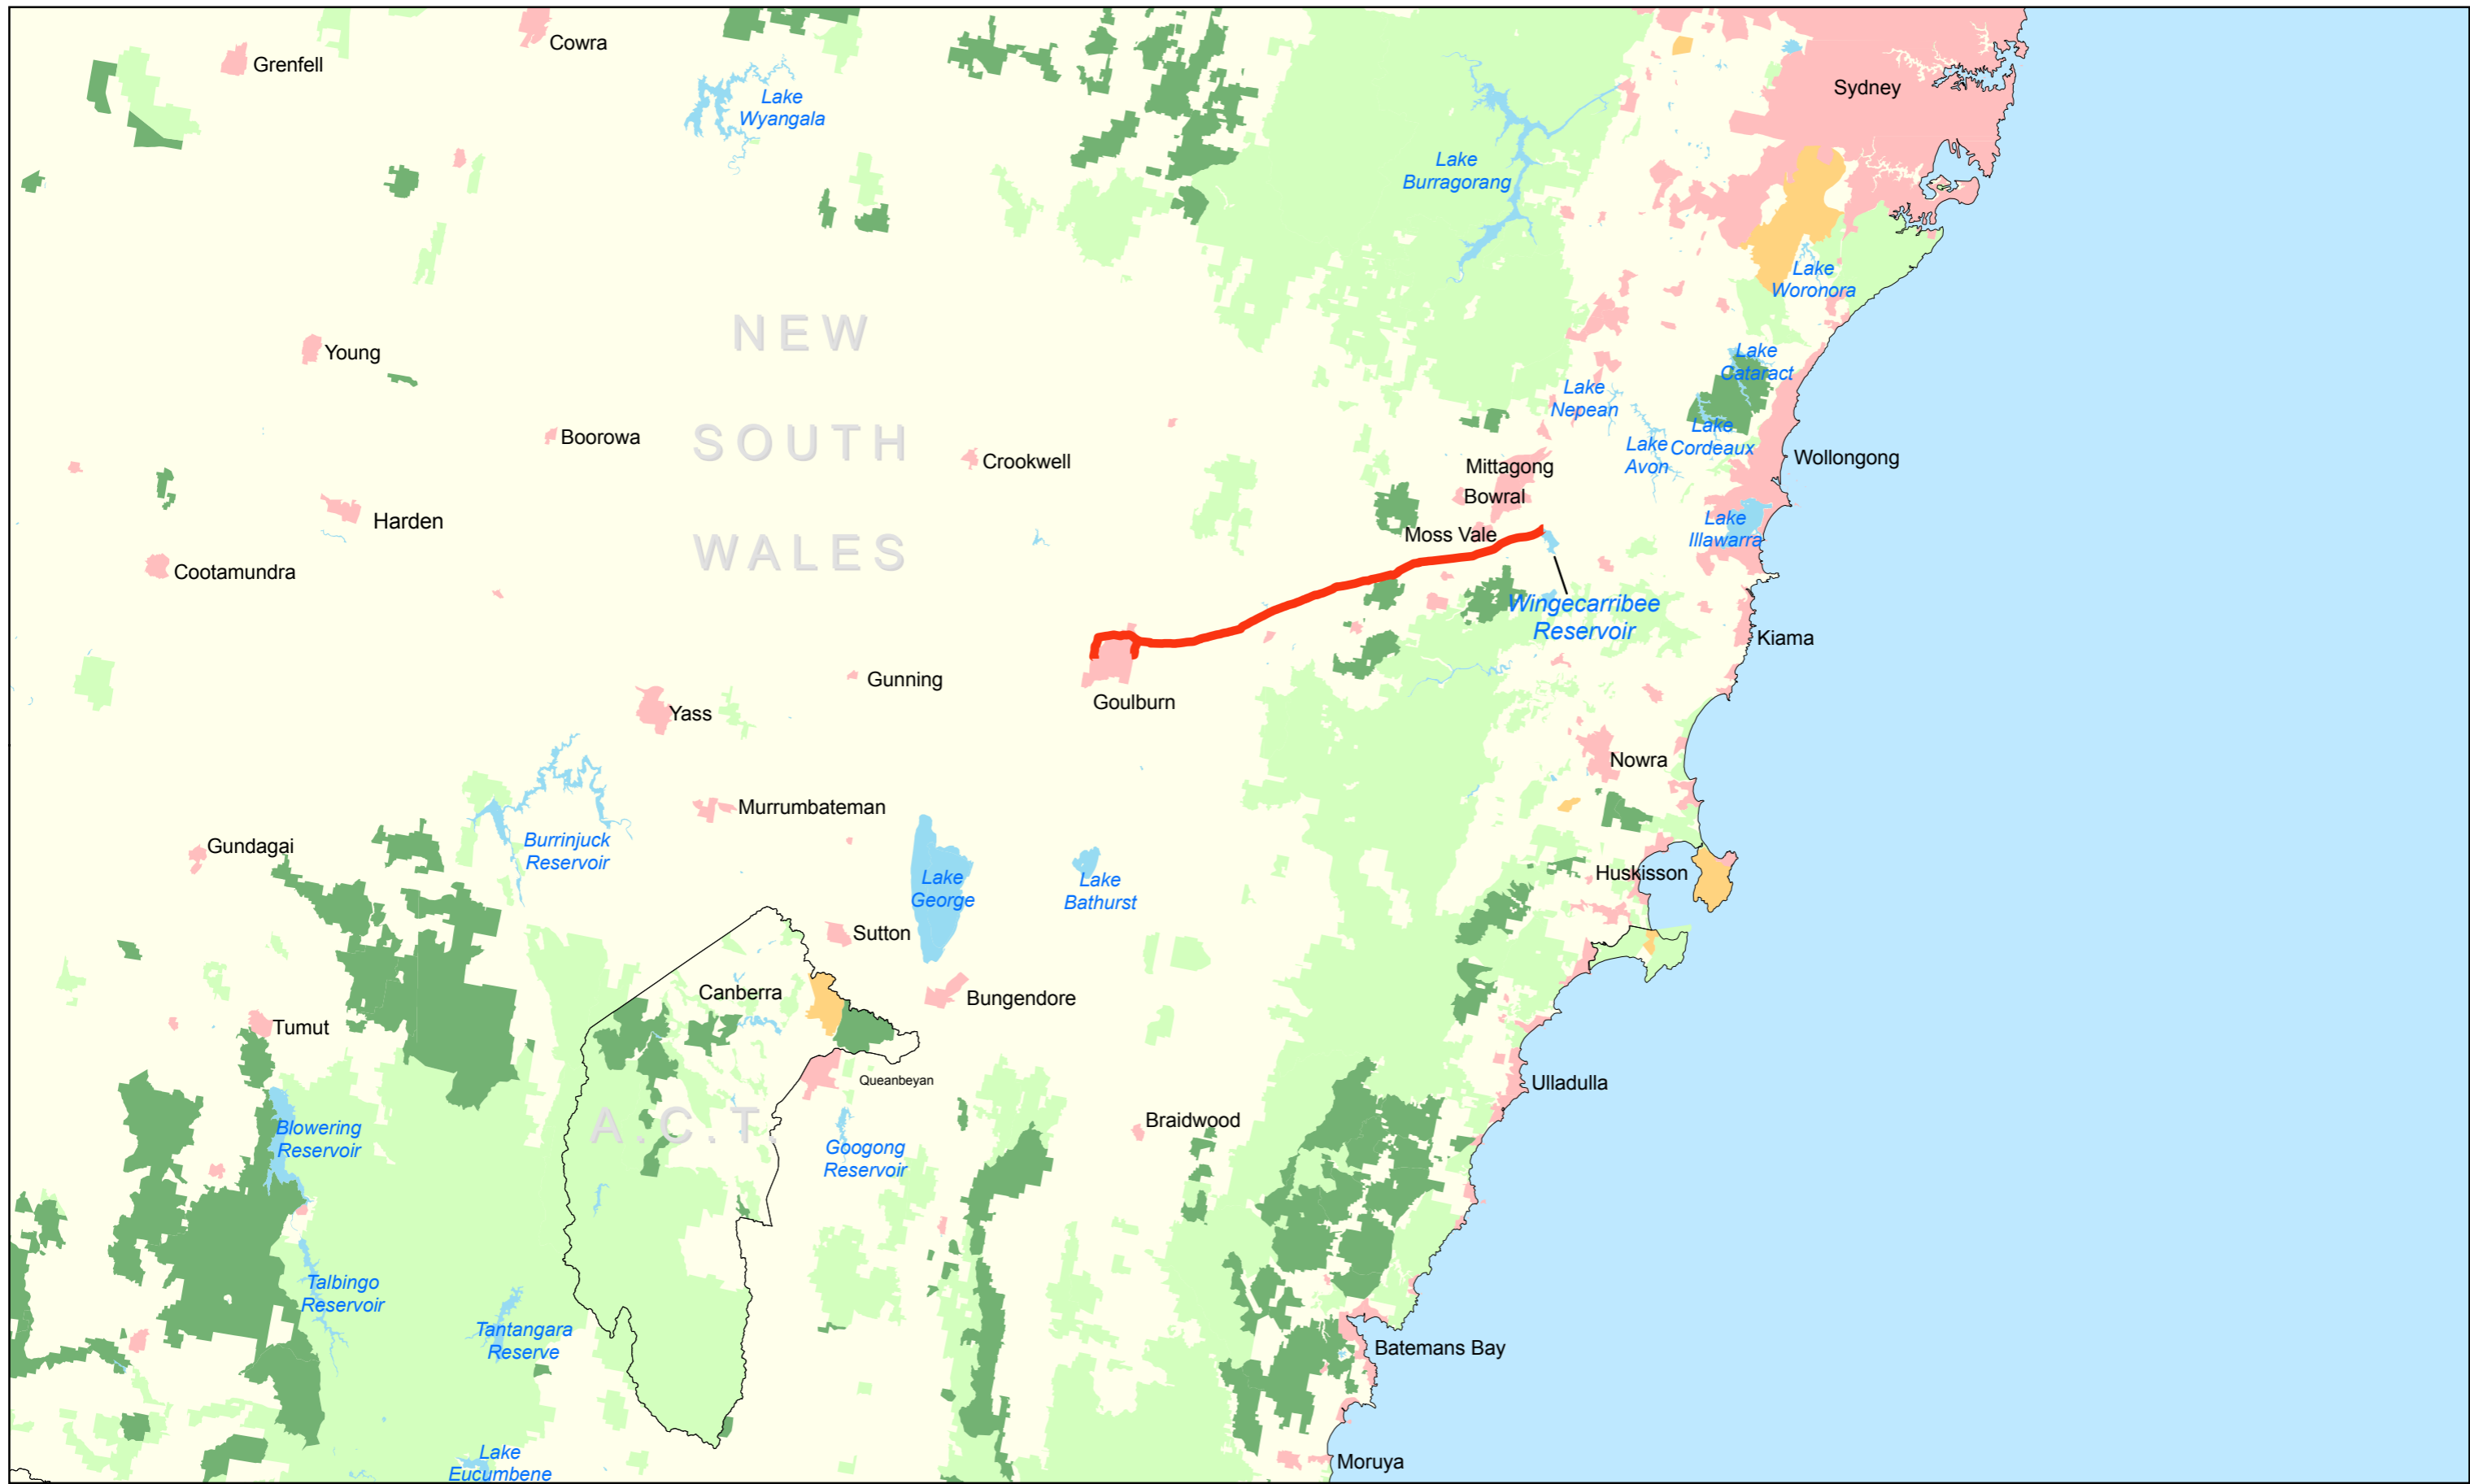 Cowra
Grenfell
Sydney
Lake
Wyangala
Lake
Burragorang
Lake
Woronora
NEW
SOUTH
WALES
Young
Lake
Cataract
Lake
Nepean
Lake
Cordeaux
Lake
Avon
Boorowa
Crookwell
Wollongong
Mittagong
Bowral
Moss Vale
Harden
Lake
Illawarra
Cootamundra
Wingecarribee
Reservoir
Kiama
Gunning
Goulburn
Yass
Nowra
Murrumbateman
Burrinjuck
Reservoir
Gundagai
Lake
George
Lake
Bathurst
Huskisson
Sutton
Canberra
Bungendore
Tumut
Queanbeyan
Ulladulla
A.C.T.
Braidwood
Blowering
Reservoir
Googong
Reservoir
Talbingo
Reservoir
Tantangara
Reserve
Batemans Bay
Lake
Eucumbene
Moruya